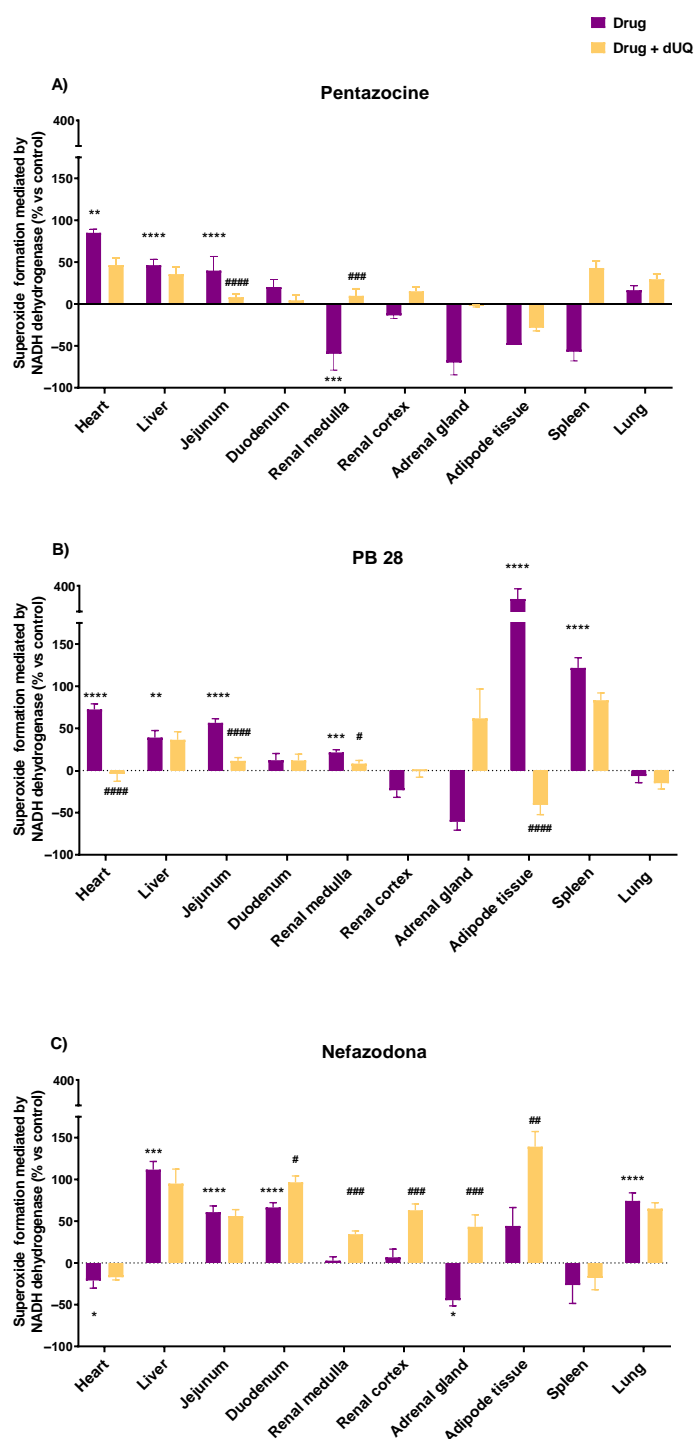 Drug
Drug + dUQ
A)
Pentazocine
Superoxide formation mediated by
NADH dehydrogenase (% vs control)
400
150
100
50
0
−50
−100
**
****
****
####
***
###
Heart
Liver
Jejunum
Duodenum
Renal medulla
Renal cortex
Adrenal gland
Adipode tissue
Spleen
Lung
B)
PB 28
Superoxide formation mediated by
NADH dehydrogenase (% vs control)
400
150
100
50
0
−50
−100
****
####
**
****
####
***
#
****
####
****
Heart
Liver
Jejunum
Duodenum
Renal medulla
Renal cortex
Adrenal gland
Adipode tissue
Spleen
Lung
C)
Nefazodona
Superoxide formation mediated by
NADH dehydrogenase (% vs control)
400
150
100
50
0
−50
−100
*
***
****
****
#
###
###
*
###
##
****
Heart
Liver
Jejunum
Duodenum
Renal medulla
Renal cortex
Adrenal gland
Adipode tissue
Spleen
Lung